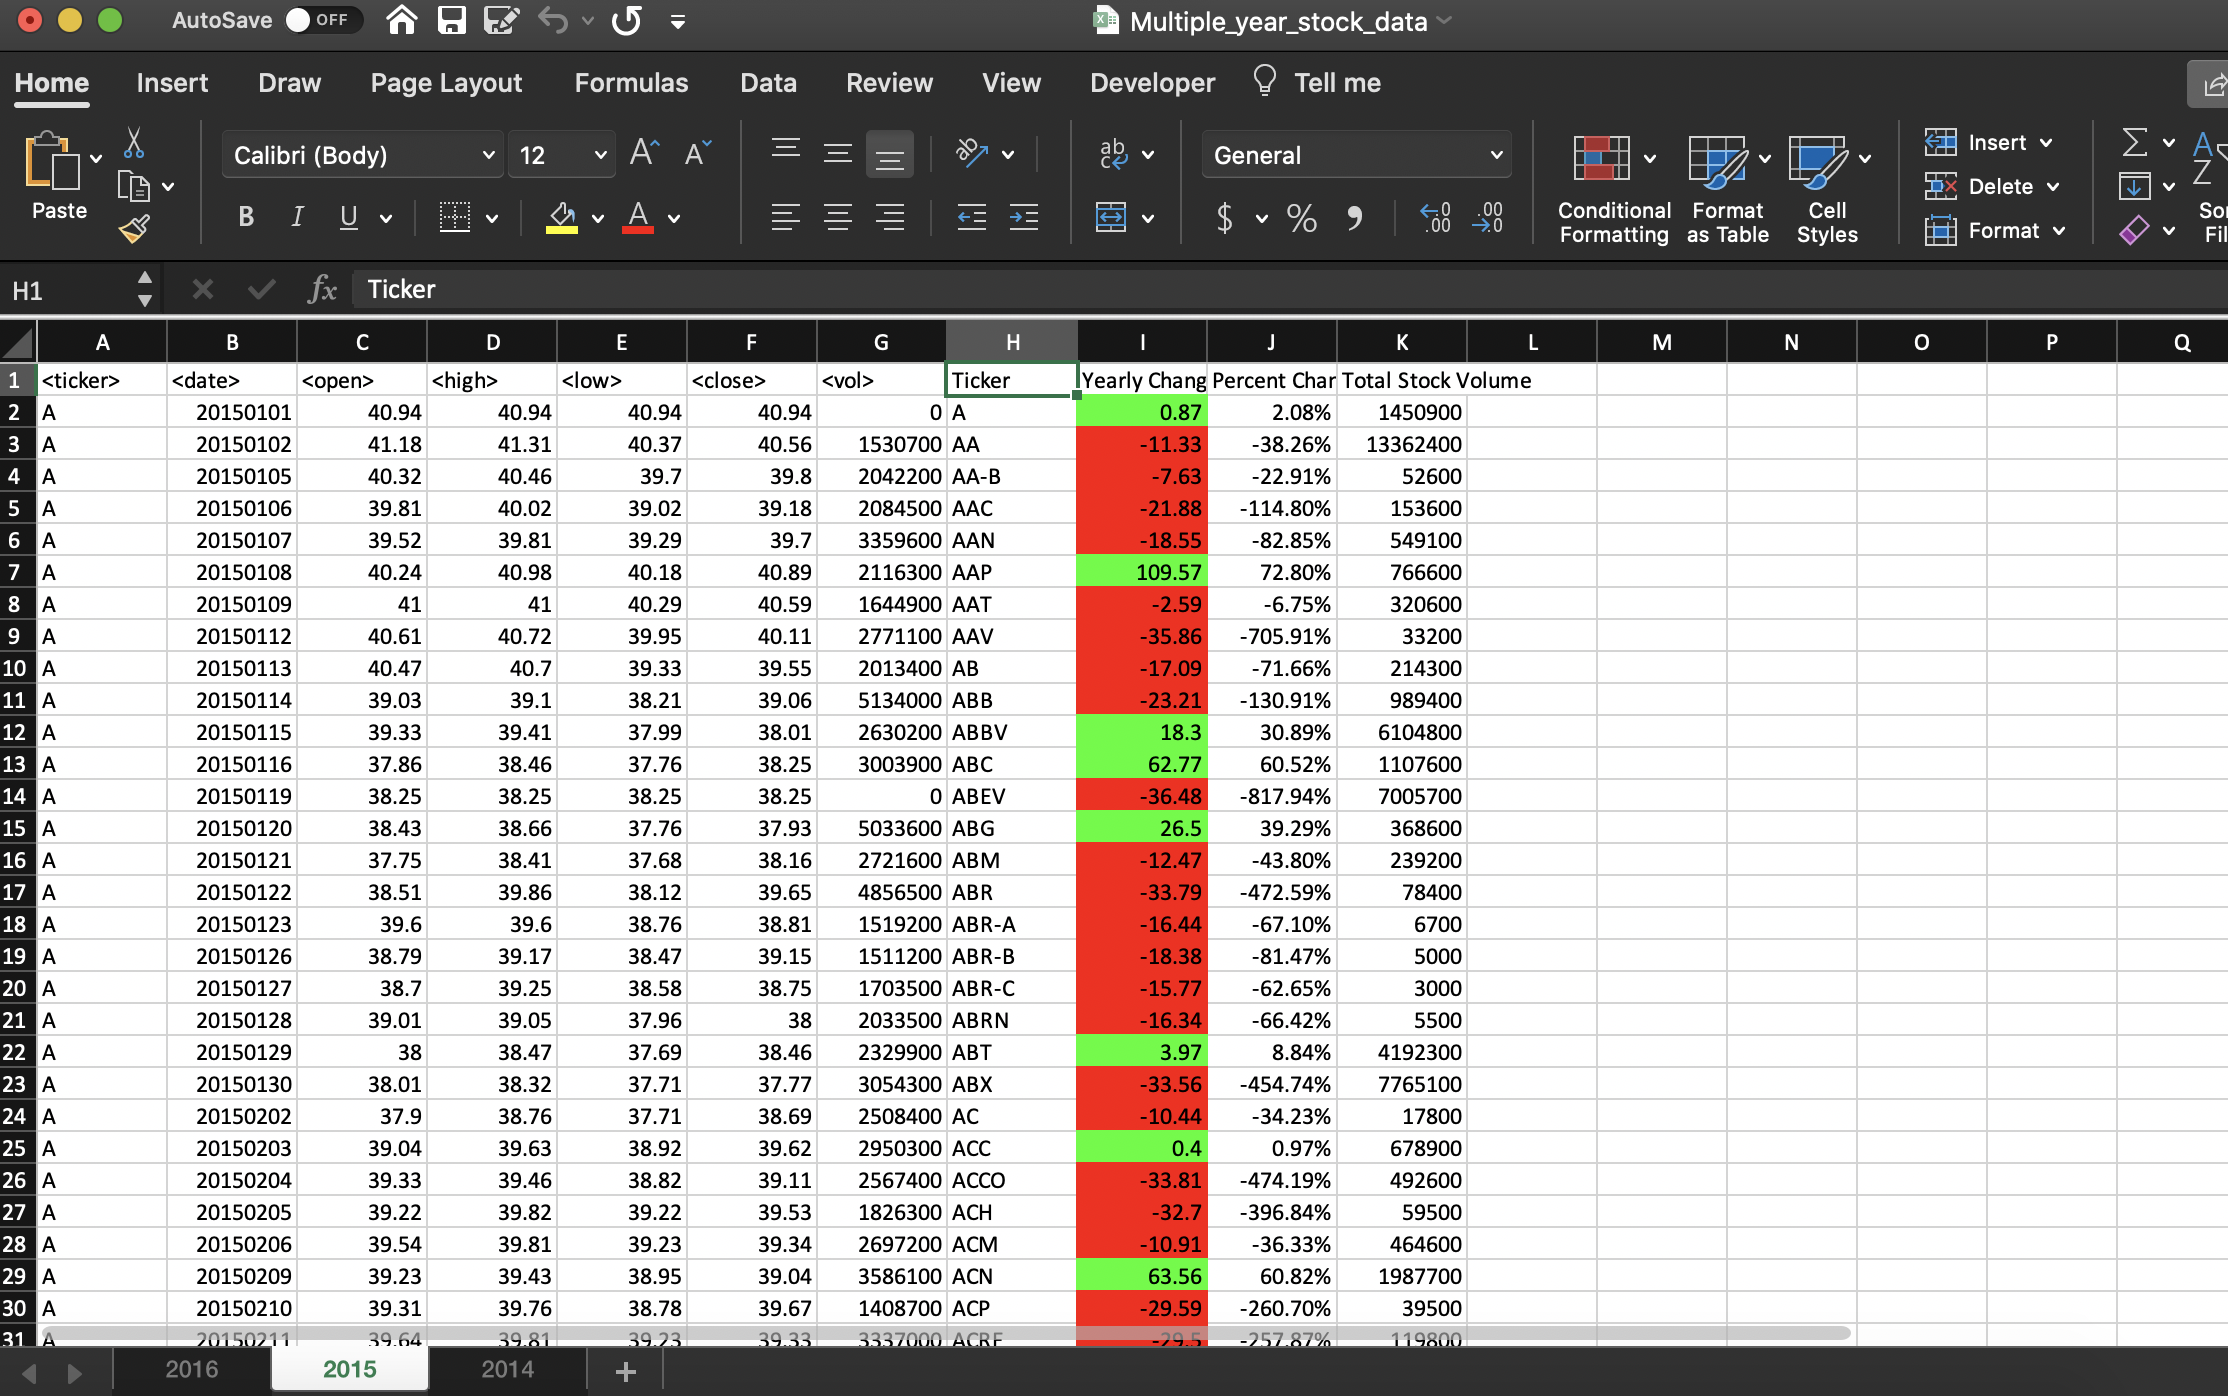 AutoSave OFF Multiple_year_stock_data
Home Insert Draw Page Layout Formulas Data Review View Developer Tell me
Paste Calibri (Body) 12 A A ab General
B I U A $ % Conditional Formatting Format as Table Cell Styles
Insert
Delete
Format
H1 fx Ticker
A B C D E F G H I J K L M N O P Q
1 <ticker> <date> <open> <high> <low> <close> <vol> Ticker Yearly Chang Percent Char Total Stock Volume
2 A 20150101 40.94 40.94 40.94 40.94 0 A 0.87 2.08% 1450900
3 A 20150102 41.18 41.31 40.37 40.56 1530700 AA -11.33 -38.26% 13362400
4 A 20150105 40.32 40.46 39.7 39.8 2042200 AA-B -7.63 -22.91% 52600
5 A 20150106 39.81 40.02 39.02 39.18 2084500 AAC -21.88 -114.80% 153600
6 A 20150107 39.52 39.81 39.29 39.7 3359600 AAN -18.55 -82.85% 549100
7 A 20150108 40.24 40.98 40.18 40.89 2116300 AAP 109.57 72.80% 766600
8 A 20150109 41 41 40.29 40.59 1644900 AAT -2.59 -6.75% 320600
9 A 20150112 40.61 40.72 39.95 40.11 2771100 AAV -35.86 -705.91% 33200
10 A 20150113 40.47 40.7 39.33 39.55 2013400 AB -17.09 -71.66% 214300
11 A 20150114 39.03 39.1 38.21 39.06 5134000 ABB -23.21 -130.91% 989400
12 A 20150115 39.33 39.41 37.99 38.01 2630200 ABBV 18.3 30.89% 6104800
13 A 20150116 37.86 38.46 37.76 38.25 3003900 ABC 62.77 60.52% 1107600
14 A 20150119 38.25 38.25 38.25 38.25 0 ABEV -36.48 -817.94% 7005700
15 A 20150120 38.43 38.66 37.76 37.93 5033600 ABG 26.5 39.29% 368600
16 A 20150121 37.75 38.41 37.68 38.16 2721600 ABM -12.47 -43.80% 239200
17 A 20150122 38.51 39.86 38.12 39.65 4856500 ABR -33.79 -472.59% 78400
18 A 20150123 39.6 39.6 38.76 38.81 1519200 ABR-A -16.44 -67.10% 6700
19 A 20150126 38.79 39.17 38.47 39.15 1511200 ABR-B -18.38 -81.47% 5000
20 A 20150127 38.7 39.25 38.58 38.75 1703500 ABR-C -15.77 -62.65% 3000
21 A 20150128 39.01 39.05 37.96 38 2033500 ABRN -16.34 -66.42% 5500
22 A 20150129 38 38.47 37.69 38.46 2329900 ABT 3.97 8.84% 4192300
23 A 20150130 38.01 38.32 37.71 37.77 3054300 ABX -33.56 -454.74% 7765100
24 A 20150202 37.9 38.76 37.71 38.69 2508400 AC -10.44 -34.23% 17800
25 A 20150203 39.04 39.63 38.92 39.62 2950300 ACC 0.4 0.97% 678900
26 A 20150204 39.33 39.46 38.82 39.11 2567400 ACCO -33.81 -474.19% 492600
27 A 20150205 39.22 39.82 39.22 39.53 1826300 ACH -32.7 -396.84% 59500
28 A 20150206 39.54 39.81 39.23 39.34 2697200 ACM -10.91 -36.33% 464600
29 A 20150209 39.23 39.43 38.95 39.04 3586100 ACN 63.56 60.82% 1987700
30 A 20150210 39.31 39.76 38.78 39.67 1408700 ACP -29.59 -260.70% 39500
31 A 20150211 39.64 39.81 39.23 39.33 3337000 -29.5 -257.87% 119800
2016 2015 2014